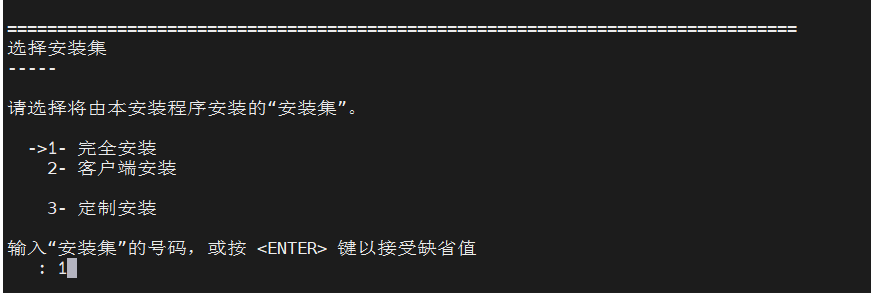 ===============================================================================
选择安装集
-----
请选择将由本安装程序安装的“安装集”。
->1- 完全安装
2- 客户端安装
3- 定制安装
输入“安装集”的号码，或按 <ENTER> 键以接受缺省值
: 1